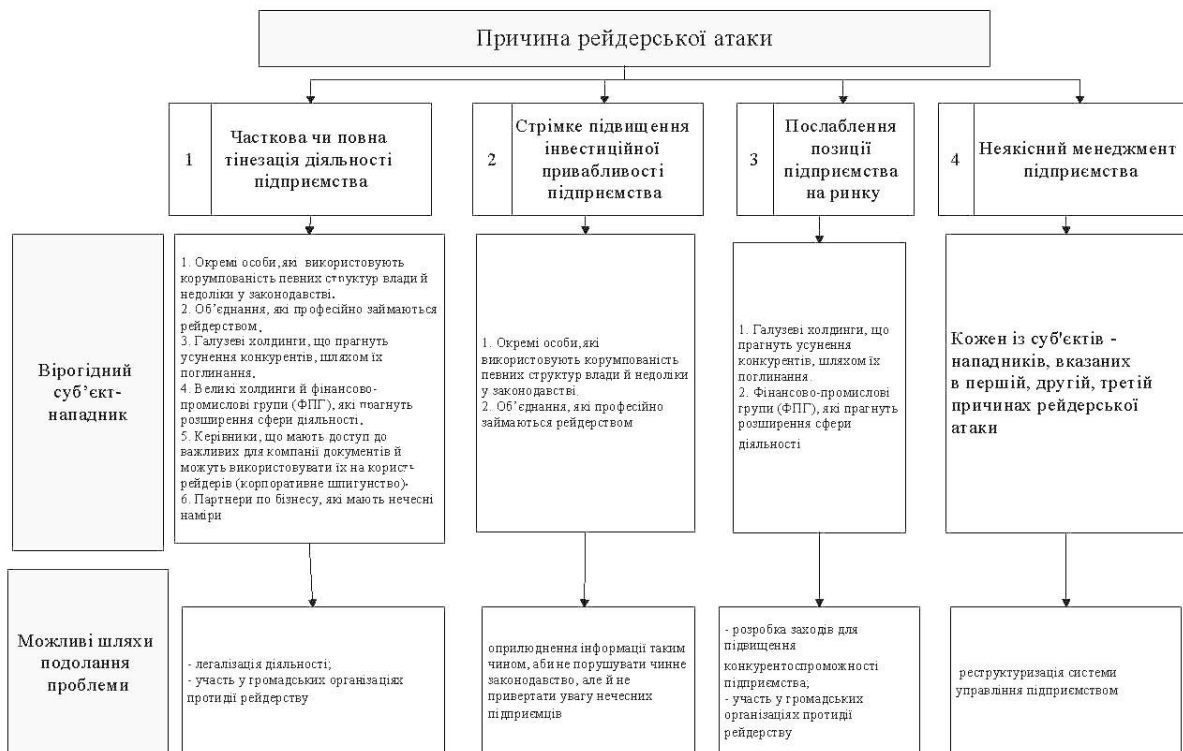 Причина рейдерської атаки
1
Часткова чи повна
тінезація діяльності
підприємства
2
Стрімке підвищення
інвестиційної
привабливості
підприємства
3
Послаблення
позиції
підприємства
на ринку
4
Неякісний менеджмент
підприємства
Вірогідний
суб’єкт-
нападник
1. Окремі особи,які використовують
корумпованість певних структур влади й
недоліки у законодавстві.
2. Об’єднання, які професійно займаються
рейдерством.
3. Галузеві холдинги, що прагнуть
усунення конкурентів, шляхом їх
поглинання.
4. Великі холдинги й фінансово-
промислові групи (ФПГ), які прагнуть
розширення сфери діяльності.
5. Керівники, що мають доступ до
важливих для компанії документів й
можуть використовувати їх на користь
рейдерів (корпоративне шпигунство).
6. Партнери по бізнесу, які мають нечесні
наміри
1. Окремі особи,які
використовують корумпованість
певних структур влади й недоліки
у законодавстві.
2. Об’єднання, які професійно
займаються рейдерством
1. Галузеві холдинги, що
прагнуть усунення
конкурентів, шляхом їх
поглинання.
2. Фінансово-промислові
групи (ФПГ), які прагнуть
розширення сфери
діяльності
Кожен із суб'єктів -
нападників, вказаних
в першій, другій, третій
причинах рейдерської
атаки
Можливі шляхи
подолання
проблеми
- легалізація діяльності;
- участь у громадських організаціях
протидії рейдерству
оприлюднення інформації таким
чином, аби не порушувати чинне
законодавство, але й не
привертати увагу нечесних
підприємців
- розробка заходів для
підвищення
конкурентоспроможності
підприємства;
- участь у громадських
організаціях протидії
рейдерству
реструктуризація системи
управління підприємством